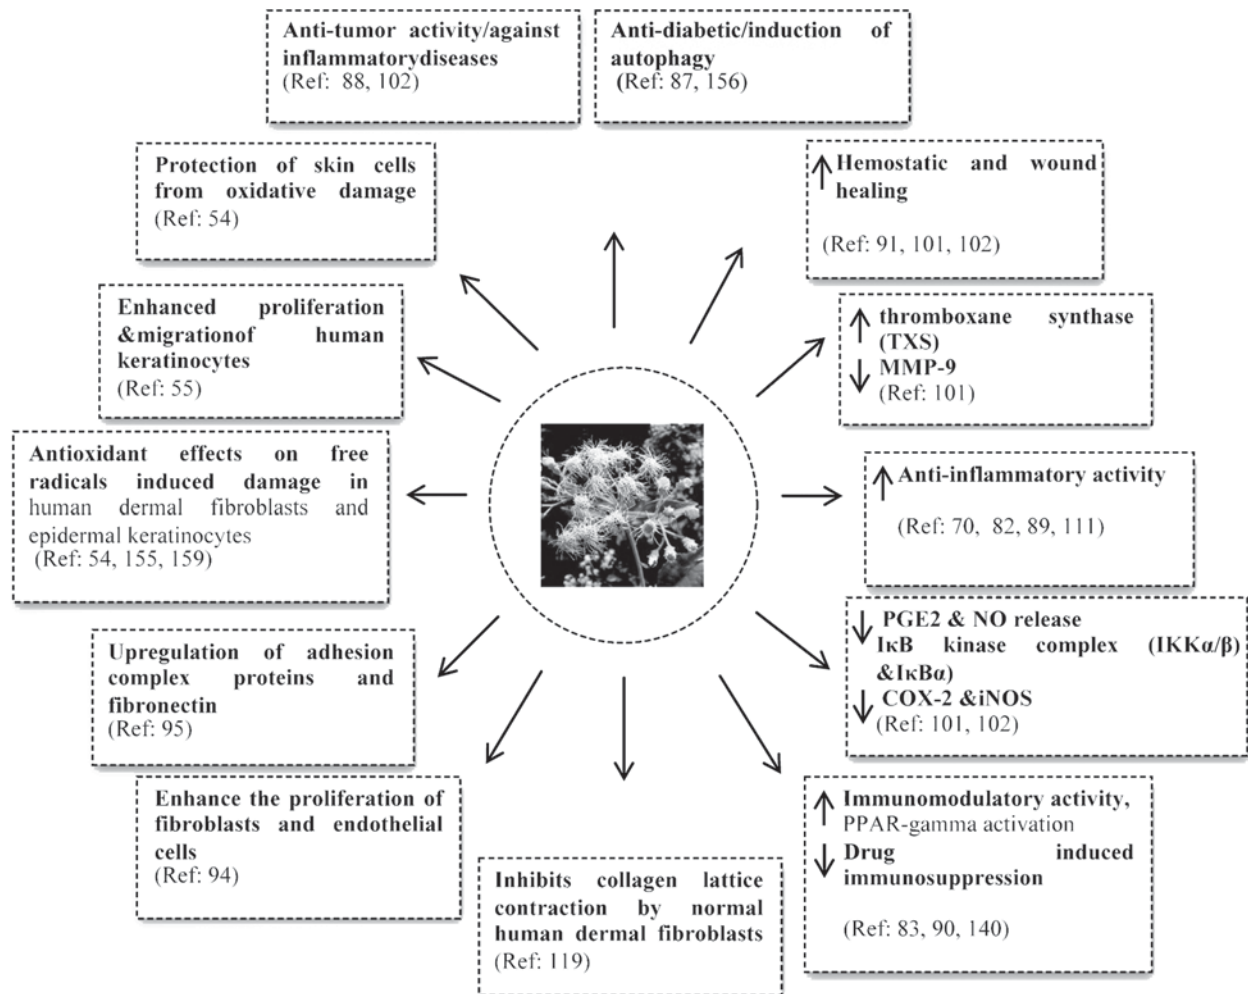 Anti-tumor activity/against
inflammatorydiseases
(Ref: 88, 102)
Anti-diabetic/induction of
autophagy
(Ref: 87, 156)
Protection of skin cells
from oxidative damage
(Ref: 54)
↑ Hemostatic and wound
healing
(Ref: 91, 101, 102)
Enhanced proliferation
&migrationof human
keratinocytes
(Ref: 55)
↑ thromboxane synthase
(TXS)
↓ MMP-9
(Ref: 101)
Antioxidant effects on free
radicals induced damage in
human dermal fibroblasts and
epidermal keratinocytes
(Ref: 54, 155, 159)
↑ Anti-inflammatory activity
(Ref: 70, 82, 89, 111)
Upregulation of adhesion
complex proteins and
fibronectin
(Ref: 95)
↓ PGE2 & NO release
IκB kinase complex (IKKα/β)
&IκBα)
↓ COX-2 &iNOS
(Ref: 101, 102)
Enhance the proliferation of
fibroblasts and endothelial
cells
(Ref: 94)
Inhibits collagen lattice
contraction by normal
human dermal fibroblasts
(Ref: 119)
↑ Immunomodulatory activity,
PPAR-gamma activation
↓ Drug induced
immunosuppression
(Ref: 83, 90, 140)